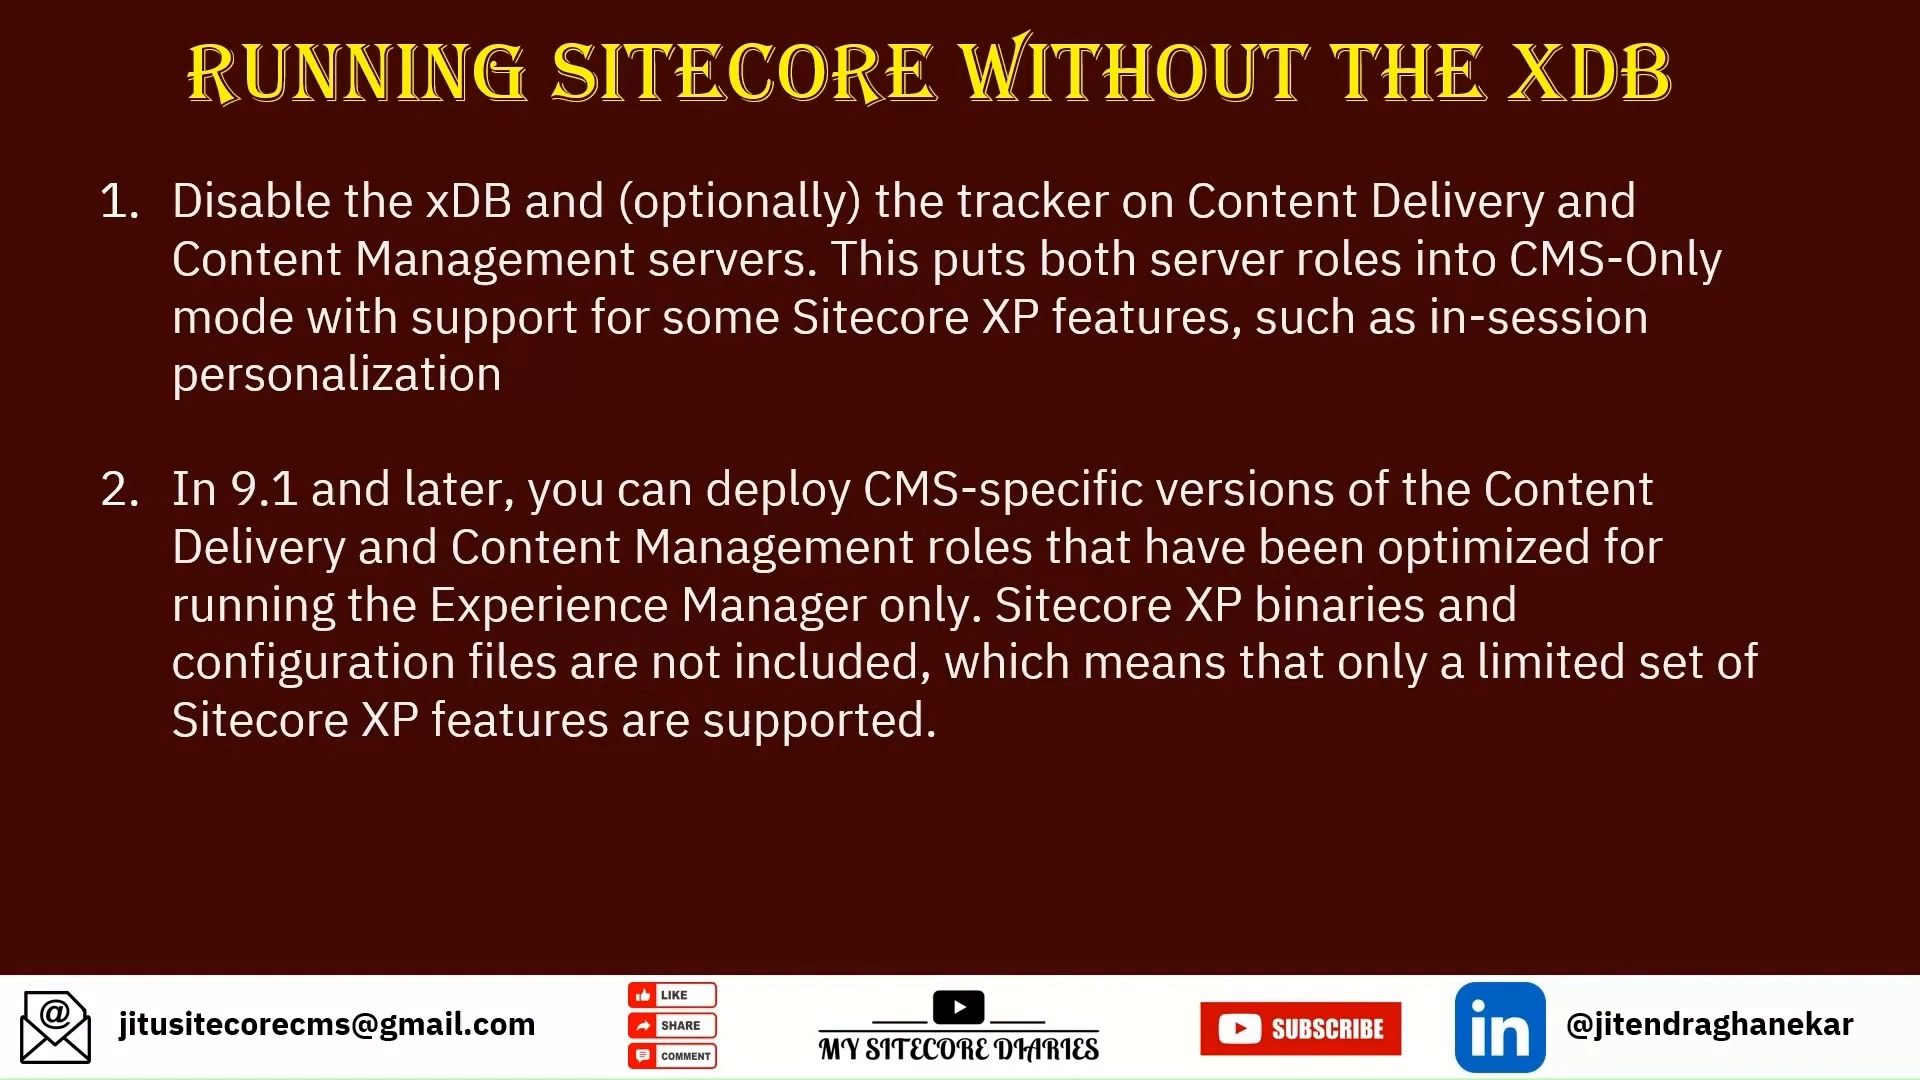 RUNNING SITECORE WITHOUT THE XDB
1. Disable the xDB and (optionally) the tracker on Content Delivery and
Content Management servers. This puts both server roles into CMS-Only
mode with support for some Sitecore XP features, such as in-session
personalization
2. In 9.1 and later, you can deploy CMS-specific versions of the Content
Delivery and Content Management roles that have been optimized for
running the Experience Manager only. Sitecore XP binaries and
configuration files are not included, which means that only a limited set of
Sitecore XP features are supported.
@
jitusitecorecms@gmail.com
LIKE
SHARE
COMMENT
MY SITECORE DIARIES
SUBSCRIBE
in
@jitendraghanekar